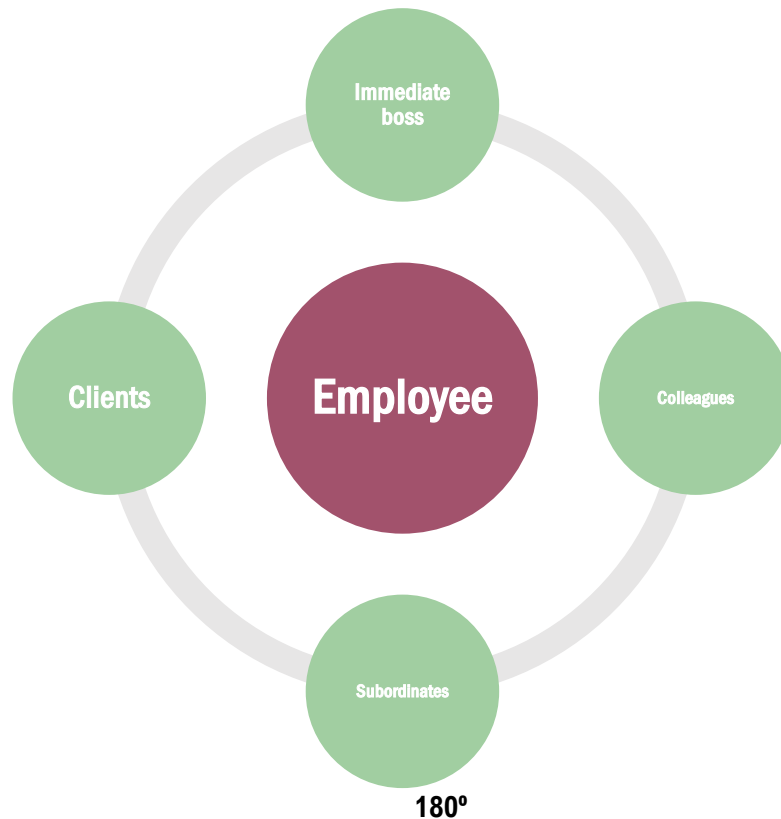 Immediate
boss
Clients
Employee
Colleagues
Subordinates
180º